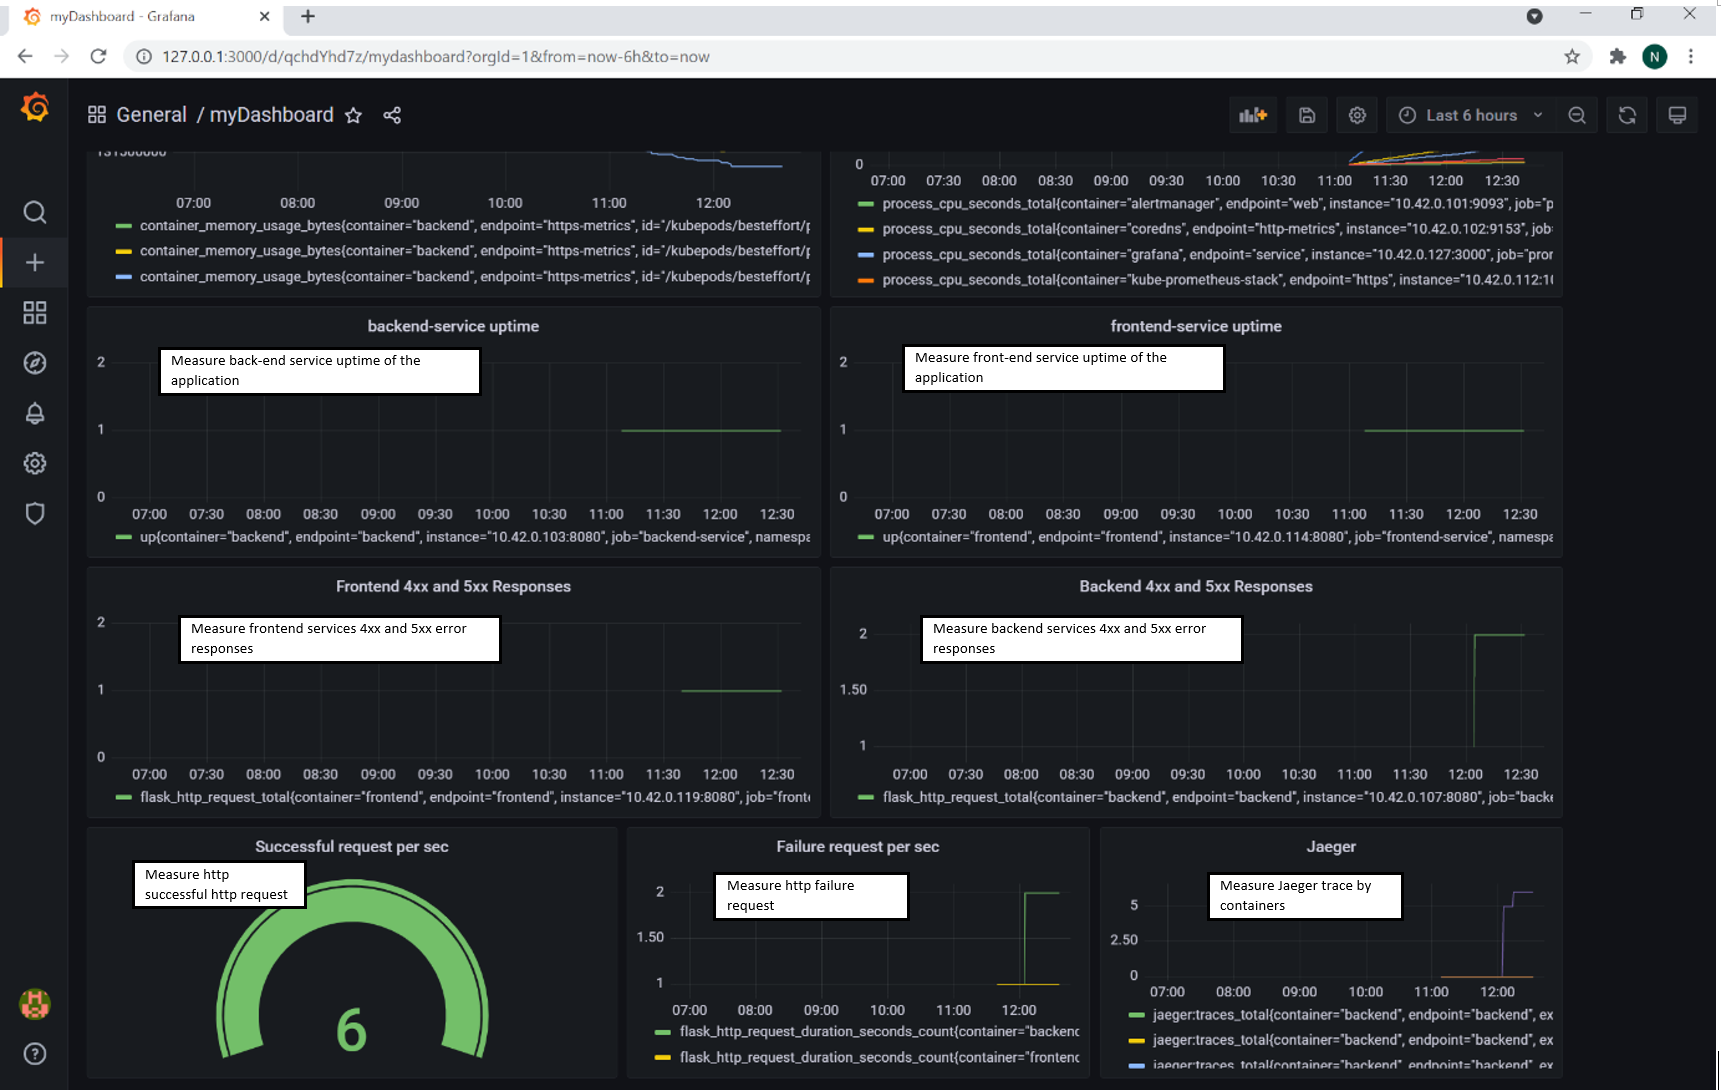 myDashboard - Grafana
127.0.0.1:3000/d/qchdYhd7z/mydashboard?orgId=1&from=now-6h&to=now
N
General / myDashboard
Last 6 hours
131500000
07:00 08:00 09:00 10:00 11:00 12:00
container_memory_usage_bytes{container="backend", endpoint="https-metrics", id="/kubepods/besteffort/p
container_memory_usage_bytes{container="backend", endpoint="https-metrics", id="/kubepods/besteffort/p
container_memory_usage_bytes{container="backend", endpoint="https-metrics", id="/kubepods/besteffort/p
0
07:00 07:30 08:00 08:30 09:00 09:30 10:00 10:30 11:00 11:30 12:00 12:30
process_cpu_seconds_total{container="alertmanager", endpoint="web", instance="10.42.0.101:9093", job="p
process_cpu_seconds_total{container="coredns", endpoint="http-metrics", instance="10.42.0.102:9153", job
process_cpu_seconds_total{container="grafana", endpoint="service", instance="10.42.0.127:3000", job="pro
process_cpu_seconds_total{container="kube-prometheus-stack", endpoint="https", instance="10.42.0.112:10
backend-service uptime
Measure back-end service uptime of the
application
2
1
0
07:00 07:30 08:00 08:30 09:00 09:30 10:00 10:30 11:00 11:30 12:00 12:30
up{container="backend", endpoint="backend", instance="10.42.0.103:8080", job="backend-service", namespa
frontend-service uptime
Measure front-end service uptime of the
application
2
1
0
07:00 07:30 08:00 08:30 09:00 09:30 10:00 10:30 11:00 11:30 12:00 12:30
up{container="frontend", endpoint="frontend", instance="10.42.0.114:8080", job="frontend-service", namespa
Frontend 4xx and 5xx Responses
Measure frontend services 4xx and 5xx error
responses
2
1
0
07:00 07:30 08:00 08:30 09:00 09:30 10:00 10:30 11:00 11:30 12:00 12:30
flask_http_request_total{container="frontend", endpoint="frontend", instance="10.42.0.119:8080", job="fronte
Backend 4xx and 5xx Responses
Measure backend services 4xx and 5xx error
responses
2
1.50
1
07:00 07:30 08:00 08:30 09:00 09:30 10:00 10:30 11:00 11:30 12:00 12:30
flask_http_request_total{container="backend", endpoint="backend", instance="10.42.0.107:8080", job="backe
Successful request per sec
Measure http
successful http request
6
Failure request per sec
Measure http failure
request
2
1.50
1
07:00 08:00 09:00 10:00 11:00 12:00
flask_http_request_duration_seconds_count{container="backend
flask_http_request_duration_seconds_count{container="frontend
Jaeger
Measure Jaeger trace by
containers
5
2.50
0
07:00 08:00 09:00 10:00 11:00 12:00
jaeger:traces_total{container="backend", endpoint="backend", ex
jaeger:traces_total{container="backend", endpoint="backend", ex
jaeger:traces_total{container="backend", endpoint="backend", ex